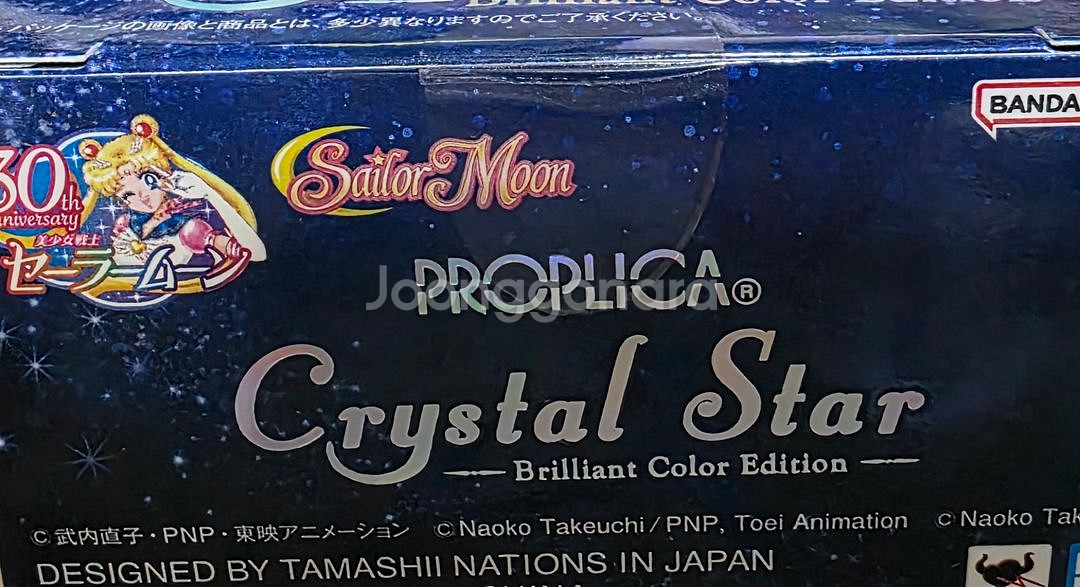 パッケージの画像と商品とは、多少異なりますのでご了承ください。
BANDA
30th
Anniversary
美少女戦士
セーラームーン
Sailor Moon
PROPLICA®
Joonggonara
Crystal Star
Brilliant Color Edition
©武内直子・PNP・東映アニメーション ©Naoko Takeuchi/PNP, Toei Animation ©Naoko Tak
DESIGNED BY TAMASHII NATIONS IN JAPAN